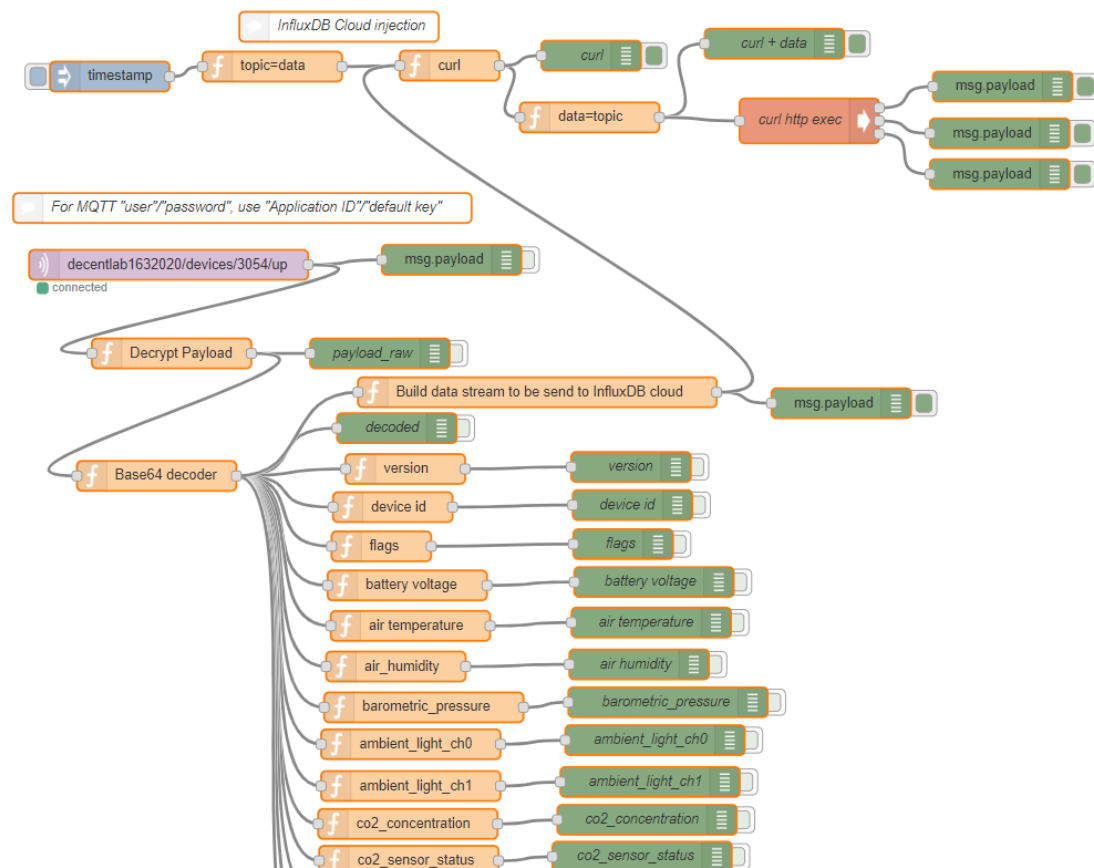 InfluxDB Cloud injection
timestamp
topic=data
curl
curl
curl + data
data=topic
curl http exec
msg.payload
msg.payload
msg.payload
For MQTT "user"/"password", use "Application ID"/"default key"
decentlab1632020/devices/3054/up
connected
msg.payload
Decrypt Payload
payload_raw
Build data stream to be send to InfluxDB cloud
msg.payload
decoded
Base64 decoder
version
version
device id
device id
flags
flags
battery voltage
battery voltage
air temperature
air temperature
air_humidity
air humidity
barometric_pressure
barometric_pressure
ambient_light_ch0
ambient_light_ch0
ambient_light_ch1
ambient_light_ch1
co2_concentration
co2_concentration
co2_sensor_status
co2_sensor_status